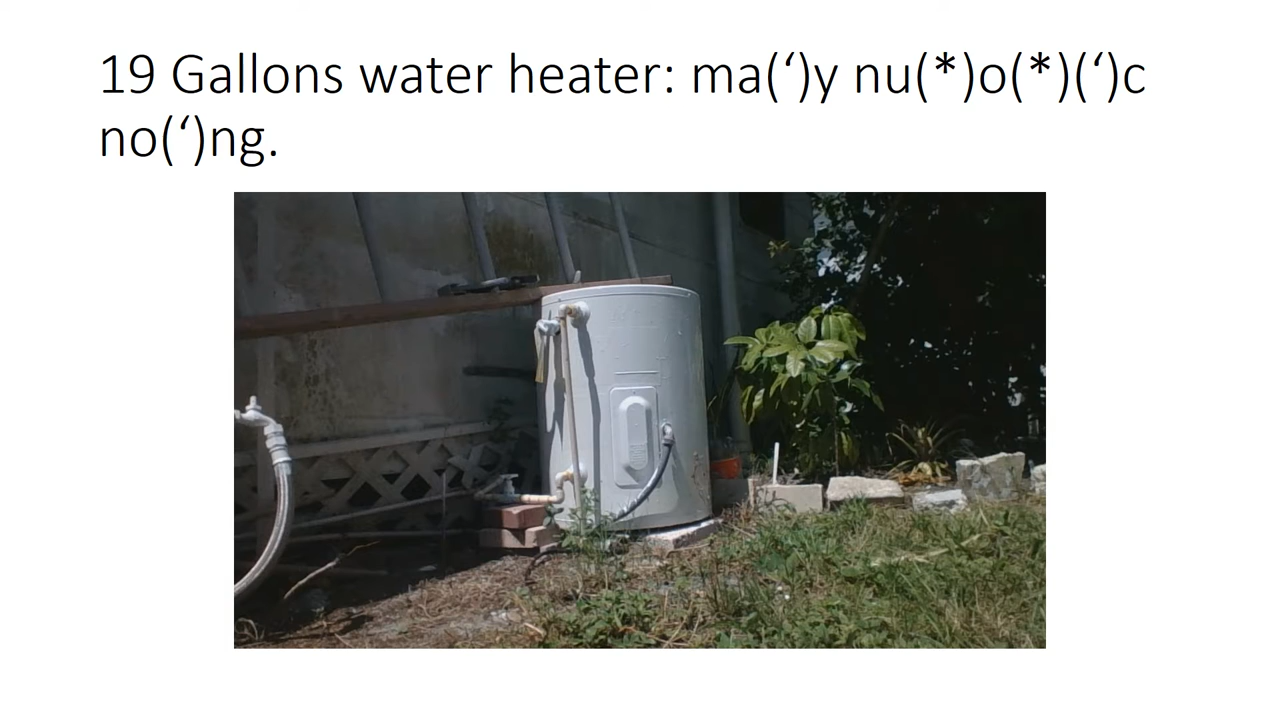 19 Gallons water heater: ma(‘)y nu(*)o(*)(‘)c
no(‘)ng.